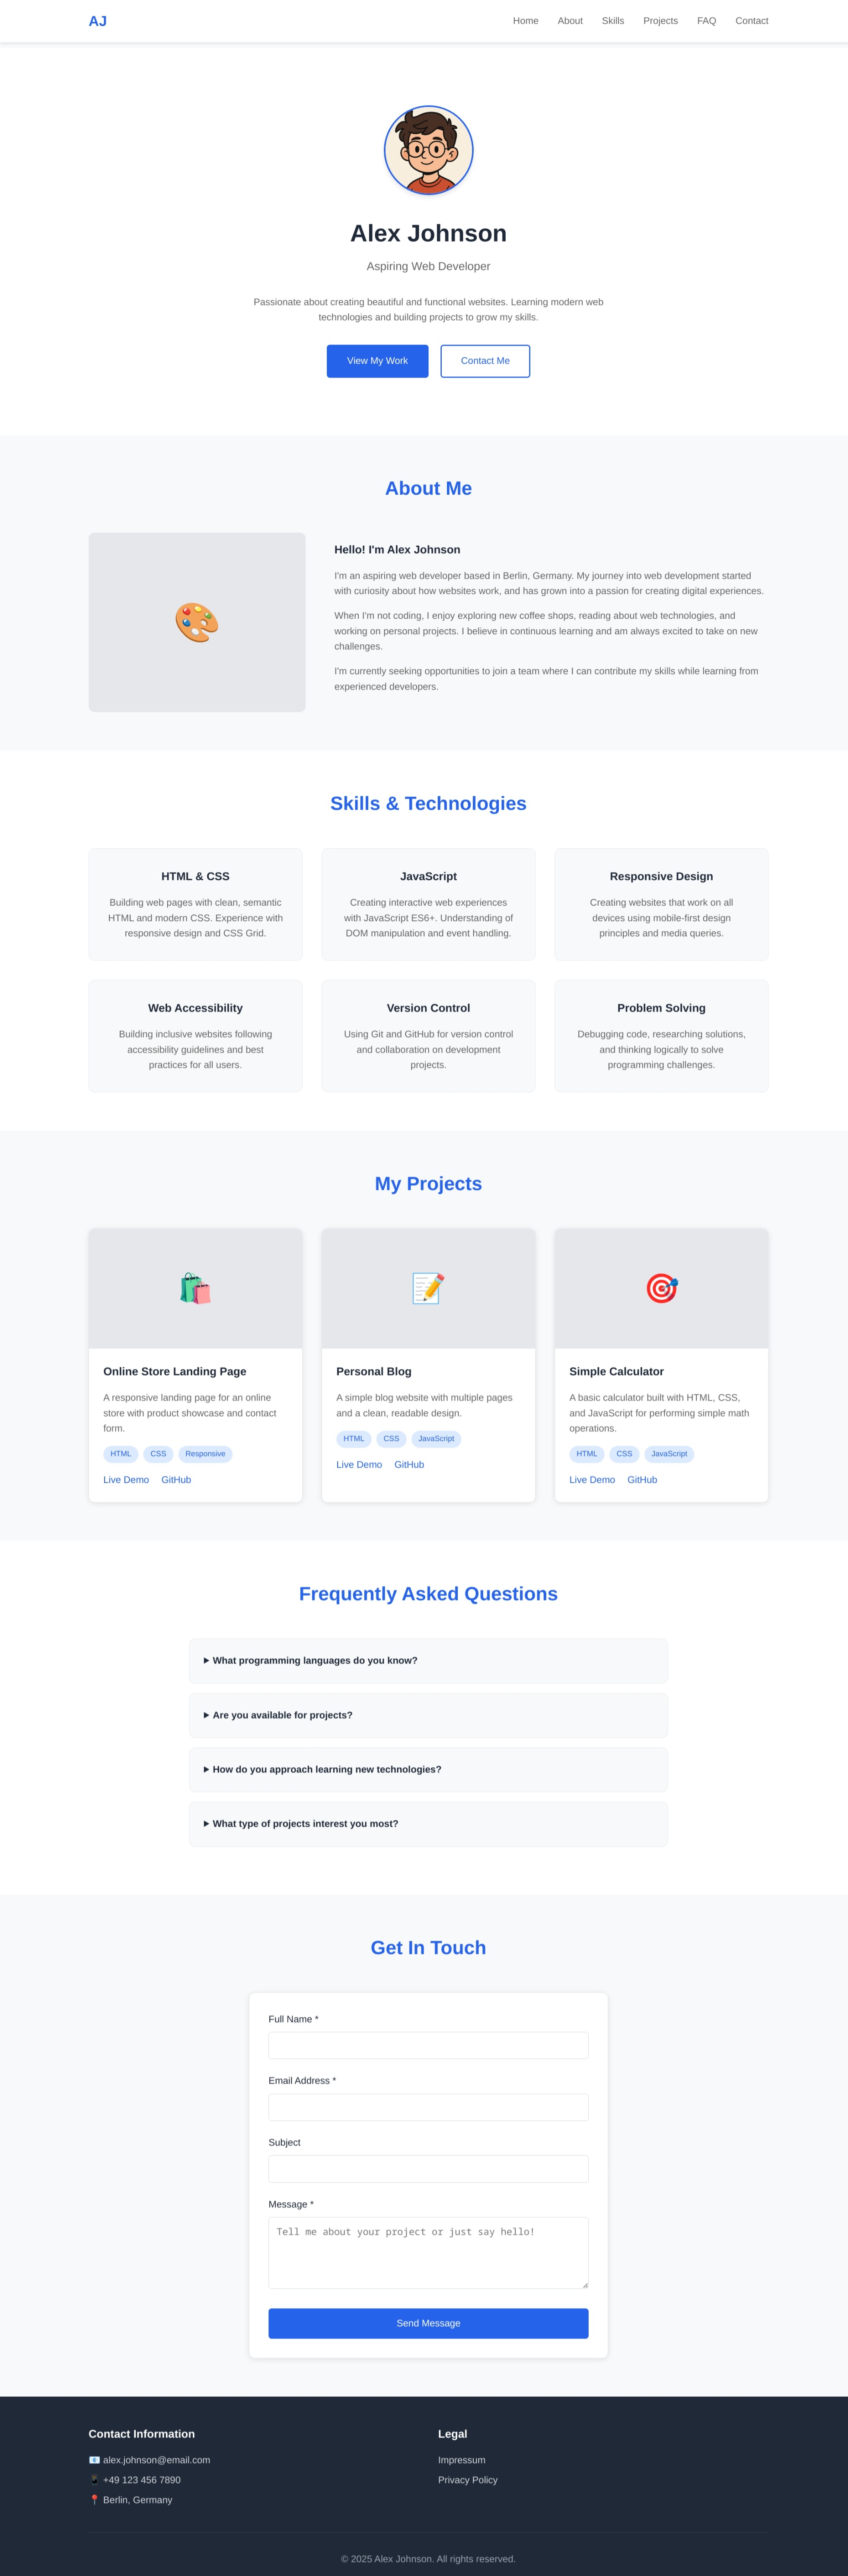 AJ
Home About Skills Projects FAQ Contact
Alex Johnson
Aspiring Web Developer
Passionate about creating beautiful and functional websites. Learning modern web
technologies and building projects to grow my skills.
View My Work
Contact Me
About Me
Hello! I'm Alex Johnson
I'm an aspiring web developer based in Berlin, Germany. My journey into web development started
with curiosity about how websites work, and has grown into a passion for creating digital experiences.
When I'm not coding, I enjoy exploring new coffee shops, reading about web technologies, and
working on personal projects. I believe in continuous learning and am always excited to take on new
challenges.
I'm currently seeking opportunities to join a team where I can contribute my skills while learning from
experienced developers.
Skills & Technologies
HTML & CSS
Building web pages with clean, semantic
HTML and modern CSS. Experience with
responsive design and CSS Grid.
JavaScript
Creating interactive web experiences
with JavaScript ES6+. Understanding of
DOM manipulation and event handling.
Responsive Design
Creating websites that work on all
devices using mobile-first design
principles and media queries.
Web Accessibility
Building inclusive websites following
accessibility guidelines and best
practices for all users.
Version Control
Using Git and GitHub for version control
and collaboration on development
projects.
Problem Solving
Debugging code, researching solutions,
and thinking logically to solve
programming challenges.
My Projects
Online Store Landing Page
A responsive landing page for an online
store with product showcase and contact
form.
HTML CSS Responsive
Live Demo GitHub
Personal Blog
A simple blog website with multiple pages
and a clean, readable design.
HTML CSS JavaScript
Live Demo GitHub
Simple Calculator
A basic calculator built with HTML, CSS,
and JavaScript for performing simple math
operations.
HTML CSS JavaScript
Live Demo GitHub
Frequently Asked Questions
What programming languages do you know?
Are you available for projects?
How do you approach learning new technologies?
What type of projects interest you most?
Get In Touch
Full Name *
Email Address *
Subject
Message *
Tell me about your project or just say hello!
Send Message
Contact Information
alex.johnson@email.com
+49 123 456 7890
Berlin, Germany
Legal
Impressum
Privacy Policy
© 2025 Alex Johnson. All rights reserved.